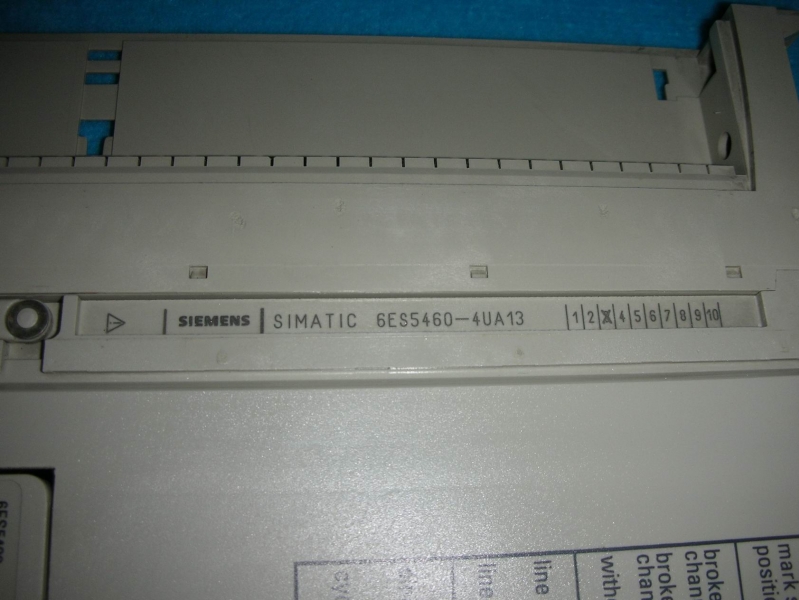 SIEMENS SIMATIC 6ES5460-4UA13 1 2 X 4 5 6 7 8 9 10
mark
positi
broke
chan
broke
chan
with
line
line